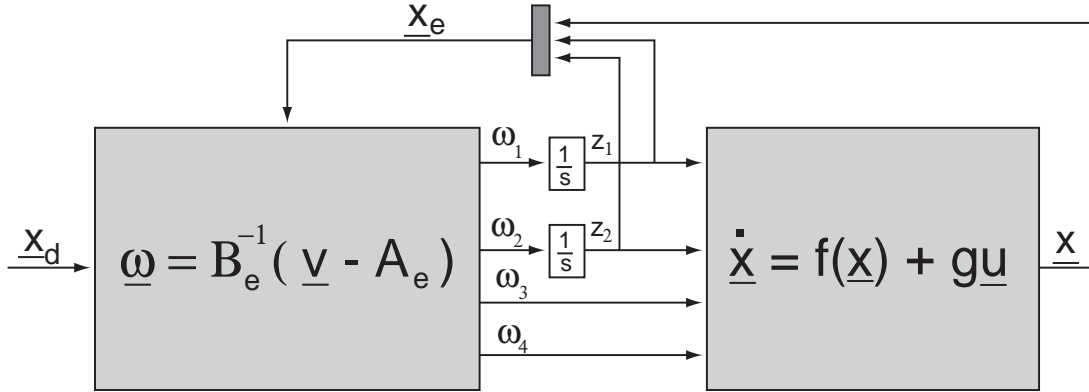 x_e
ω_1
1/s
z_1
x_d
ω = B_e^-1 ( v - A_e )
ω_2
1/s
z_2
ẋ = f(x) + gu
x
ω_3
ω_4